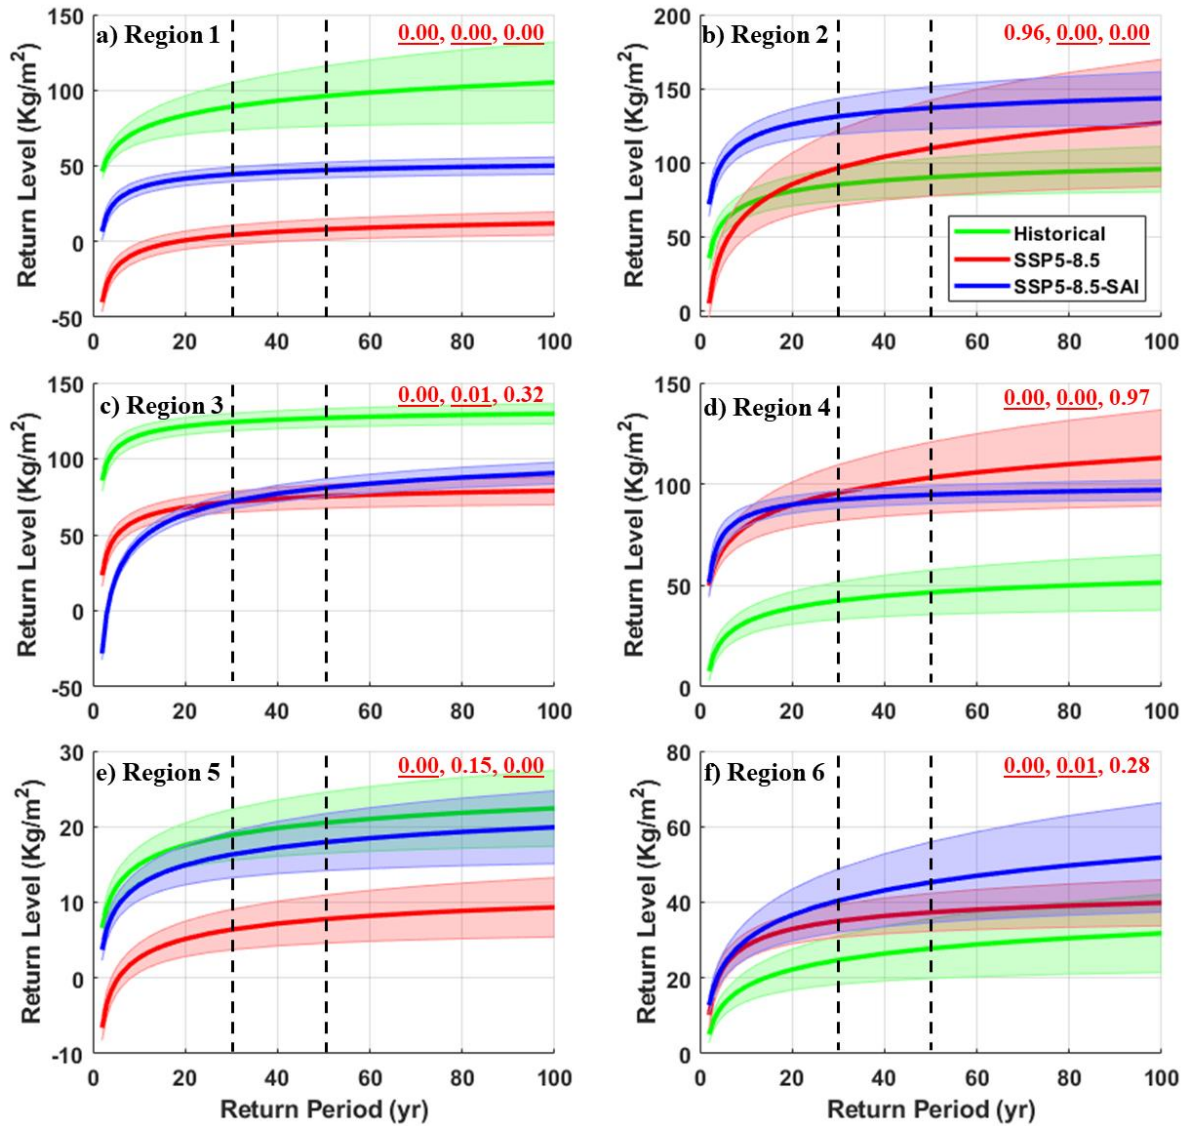 a) Region 1
0.00, 0.00, 0.00
150
100
50
0
-50
Return Level (Kg/m²)
0 20 40 60 80 100
b) Region 2
0.96, 0.00, 0.00
200
150
100
50
0
Return Level (Kg/m²)
Historical
SSP5-8.5
SSP5-8.5-SAI
0 20 40 60 80 100
c) Region 3
0.00, 0.01, 0.32
150
100
50
0
-50
Return Level (Kg/m²)
0 20 40 60 80 100
d) Region 4
0.00, 0.00, 0.97
150
100
50
0
Return Level (Kg/m²)
0 20 40 60 80 100
e) Region 5
0.00, 0.15, 0.00
30
20
10
0
-10
Return Level (Kg/m²)
0 20 40 60 80 100
Return Period (yr)
f) Region 6
0.00, 0.01, 0.28
80
60
40
20
0
Return Level (Kg/m²)
0 20 40 60 80 100
Return Period (yr)